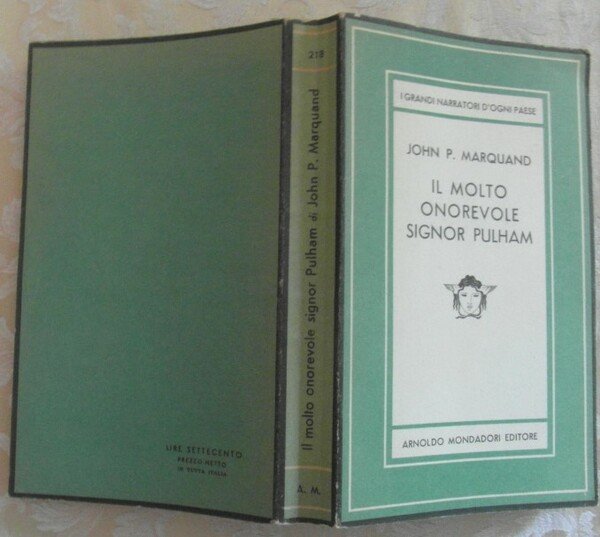 I GRANDI NARRATORI D'OGNI PAESE
JOHN P. MARQUAND
IL MOLTO
ONOREVOLE
SIGNOR PULHAM
ARNOLDO MONDADORI EDITORE
218
Il molto onorevole signor Pulham di John P. Marquand
A. M.
LIRE SETTECENTO
PREZZO NETTO
IN TUTTA ITALIA